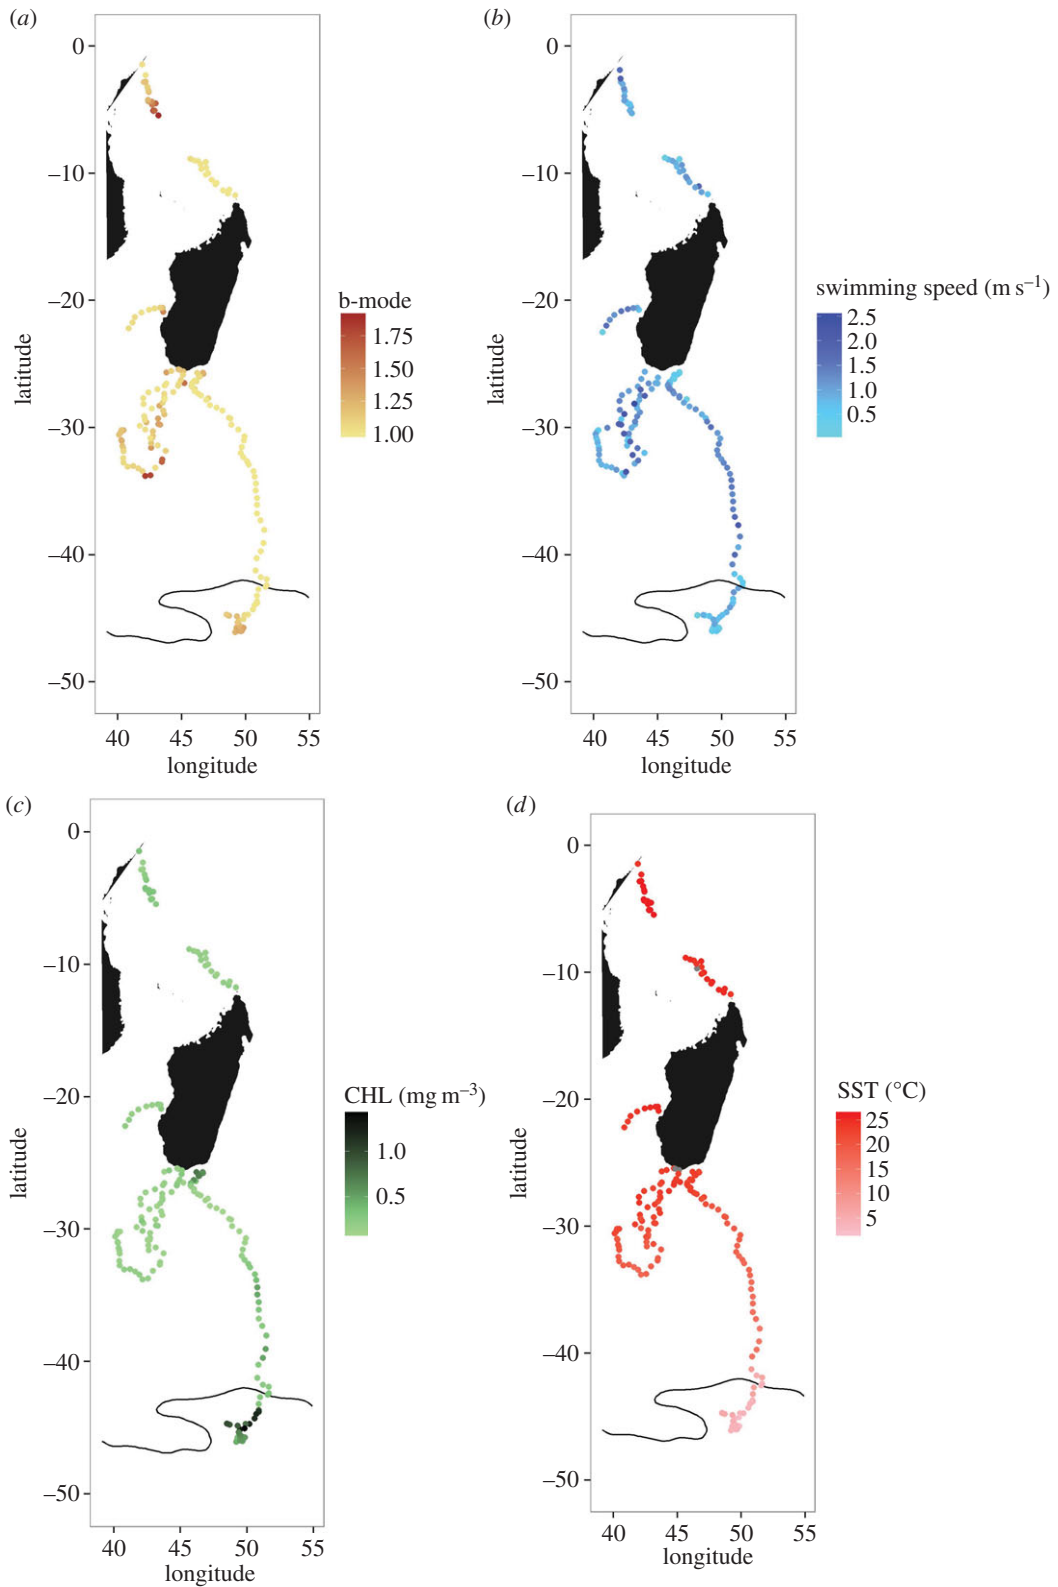 (a)
0
–10
–20
–30
–40
–50
latitude
40 45 50 55
longitude
b-mode
1.75
1.50
1.25
1.00
(b)
0
–10
–20
–30
–40
–50
latitude
40 45 50 55
longitude
swimming speed (m s–1)
2.5
2.0
1.5
1.0
0.5
(c)
0
–10
–20
–30
–40
–50
latitude
40 45 50 55
longitude
CHL (mg m–3)
1.0
0.5
(d)
0
–10
–20
–30
–40
–50
latitude
40 45 50 55
longitude
SST (°C)
25
20
15
10
5